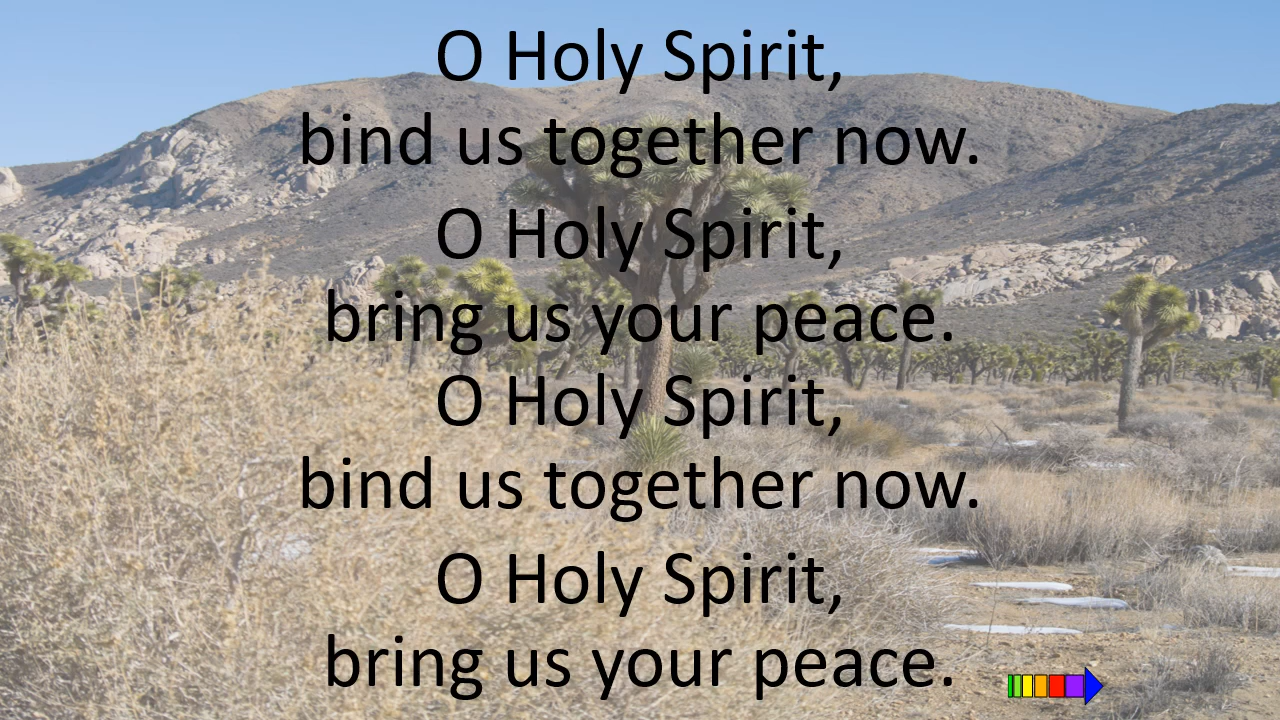 O Holy Spirit,
bind us together now.
O Holy Spirit,
bring us your peace.
O Holy Spirit,
bind us together now.
O Holy Spirit,
bring us your peace.